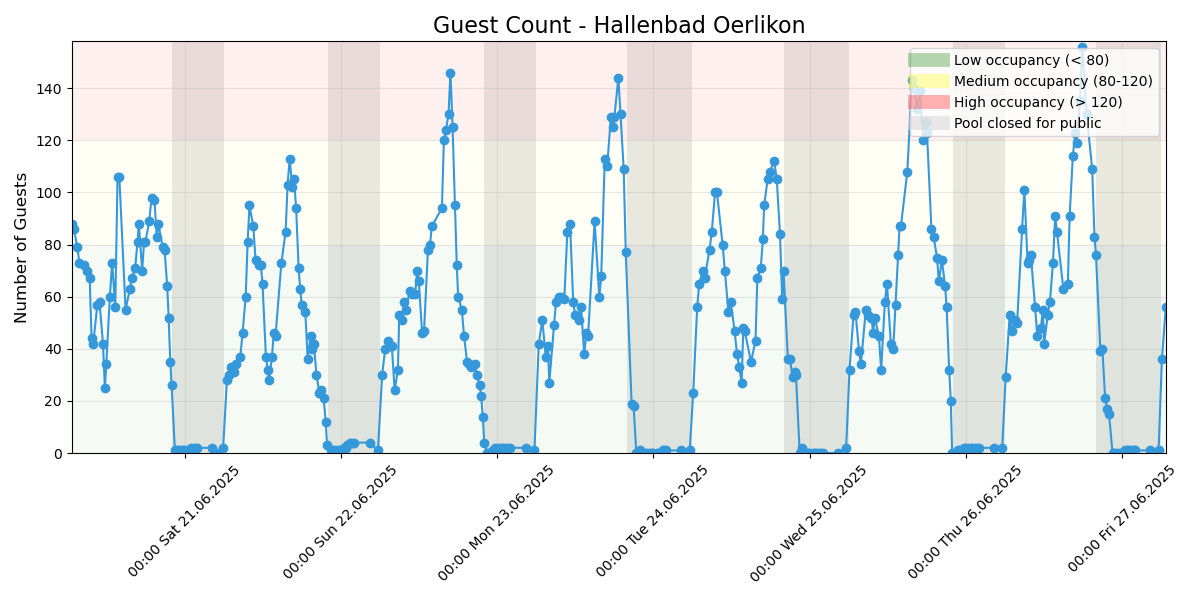 Guest Count - Hallenbad Oerlikon
Number of Guests
140
120
100
80
60
40
20
0
Low occupancy (< 80)
Medium occupancy (80-120)
High occupancy (> 120)
Pool closed for public
00:00 Sat 21.06.2025
00:00 Sun 22.06.2025
00:00 Mon 23.06.2025
00:00 Tue 24.06.2025
00:00 Wed 25.06.2025
00:00 Thu 26.06.2025
00:00 Fri 27.06.2025